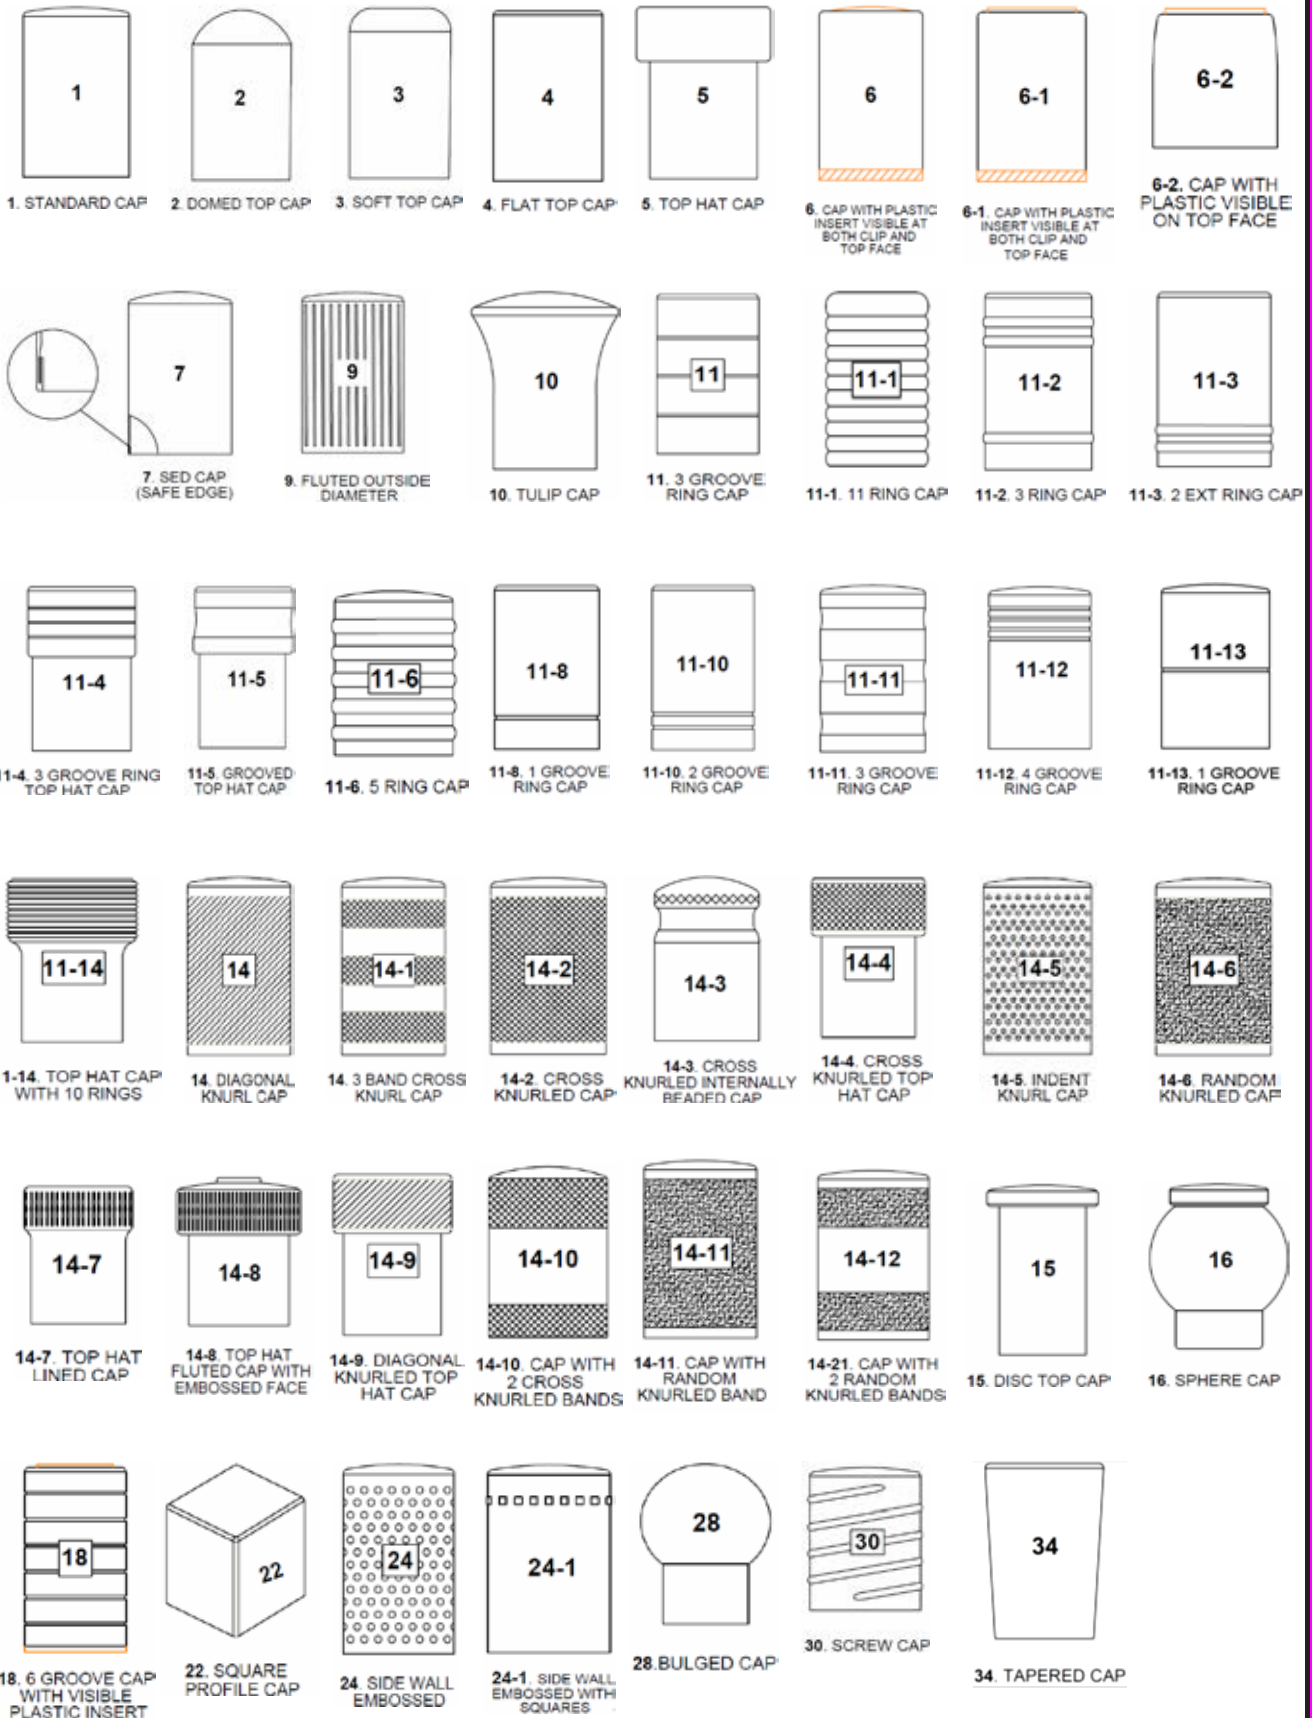 1
2
3
4
5
6
6-1
6-2
1. STANDARD CAP
2. DOMED TOP CAP
3. SOFT TOP CAP
4. FLAT TOP CAP
5. TOP HAT CAP
6. CAP WITH PLASTIC
INSERT VISIBLE AT
BOTH CLIP AND
TOP FACE
6-1. CAP WITH PLASTIC
INSERT VISIBLE AT
BOTH CLIP AND
TOP FACE
6-2. CAP WITH
PLASTIC VISIBLE
ON TOP FACE
7
9
10
11
11-1
11-2
11-3
7. SED CAP
(SAFE EDGE)
9. FLUTED OUTSIDE
DIAMETER
10. TULIP CAP
11. 3 GROOVE
RING CAP
11-1. 11 RING CAP
11-2. 3 RING CAP
11-3. 2 EXT RING CAP
11-4
11-5
11-6
11-8
11-10
11-11
11-12
11-13
11-4. 3 GROOVE RING
TOP HAT CAP
11-5. GROOVED
TOP HAT CAP
11-6. 5 RING CAP
11-8. 1 GROOVE
RING CAP
11-10. 2 GROOVE
RING CAP
11-11. 3 GROOVE
RING CAP
11-12. 4 GROOVE
RING CAP
11-13. 1 GROOVE
RING CAP
11-14
14
14-1
14-2
14-3
14-4
14-5
14-6
1-14. TOP HAT CAP
WITH 10 RINGS
14. DIAGONAL
KNURL CAP
14. 3 BAND CROSS
KNURL CAP
14-2. CROSS
KNURLED CAP
14-3. CROSS
KNURLED INTERNALLY
BEADED CAP
14-4. CROSS
KNURLED TOP
HAT CAP
14-5. INDENT
KNURL CAP
14-6. RANDOM
KNURLED CAP
14-7
14-8
14-9
14-10
14-11
14-12
15
16
14-7. TOP HAT
LINED CAP
14-8. TOP HAT
FLUTED CAP WITH
EMBOSSED FACE
14-9. DIAGONAL
KNURLED TOP
HAT CAP
14-10. CAP WITH
2 CROSS
KNURLED BANDS
14-11. CAP WITH
RANDOM
KNURLED BAND
14-21. CAP WITH
2 RANDOM
KNURLED BANDS
15. DISC TOP CAP
16. SPHERE CAP
18
22
24
24-1
28
30
34
18. 6 GROOVE CAP
WITH VISIBLE
PLASTIC INSERT
22. SQUARE
PROFILE CAP
24. SIDE WALL
EMBOSSED
24-1. SIDE WALL
EMBOSSED WITH
SQUARES
28.BULGED CAP
30. SCREW CAP
34. TAPERED CAP